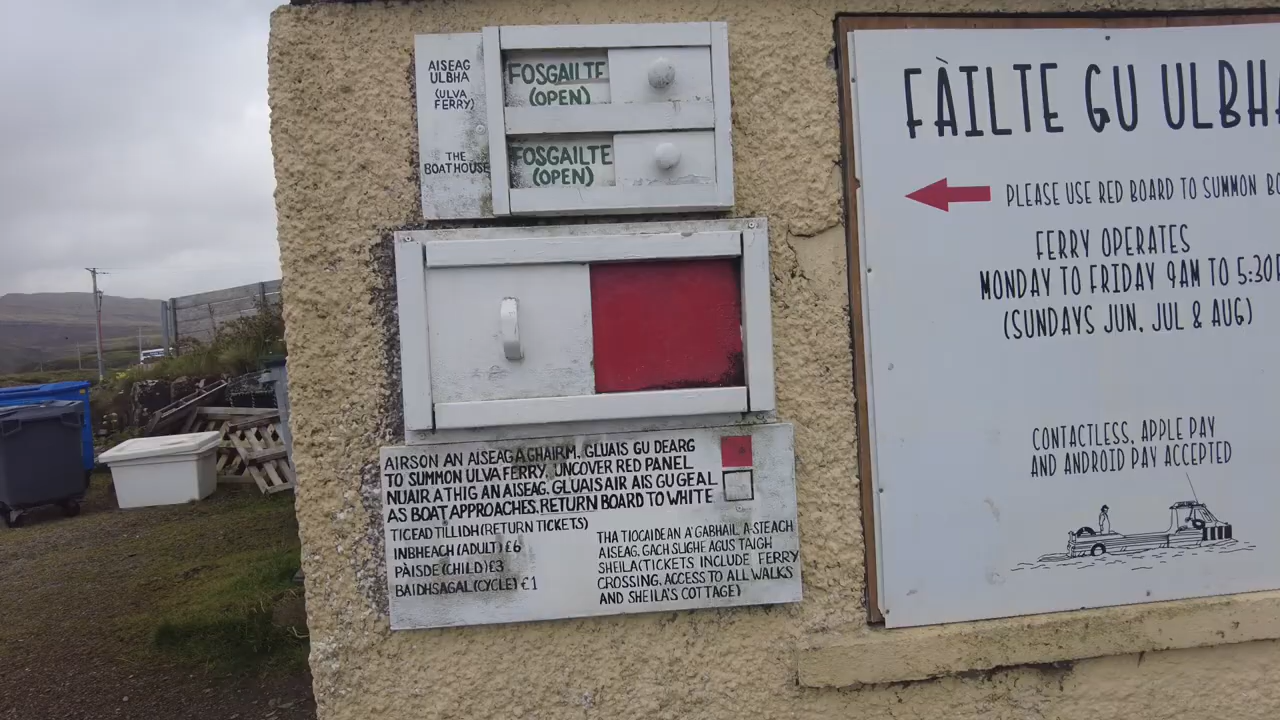 AISEAG
ULBHA
(ULVA
FERRY)
FOSGAILTE
(OPEN)
THE
BOATHOUSE
FOSGAILTE
(OPEN)
AIRSON AN AISEAG A GHAIRM, GLUAIS GU DEARG
TO SUMMON ULVA FERRY, UNCOVER RED PANEL
NUAIR A THIG AN AISEAG, GLUAIS AIR AIS GU GEAL
AS BOAT APPROACHES, RETURN BOARD TO WHITE
TICEAD TILLIDH (RETURN TICKETS)
INBHEACH (ADULT) £6
PÀISDE (CHILD) £3
BAIDHSAGAL (CYCLE) £1
THA TIOCAIDEAN A' GABHAIL A-STEACH
AISEAG, GACH SLIGHE AGUS TAIGH
SHEILA (TICKETS INCLUDE FERRY
CROSSING, ACCESS TO ALL WALKS
AND SHEILA'S COTTAGE)
FÀILTE GU ULBHA
PLEASE USE RED BOARD TO SUMMON
FERRY OPERATES
MONDAY TO FRIDAY 9AM TO 5:30
(SUNDAYS JUN, JUL & AUG)
CONTACTLESS, APPLE PAY
AND ANDROID PAY ACCEPTED